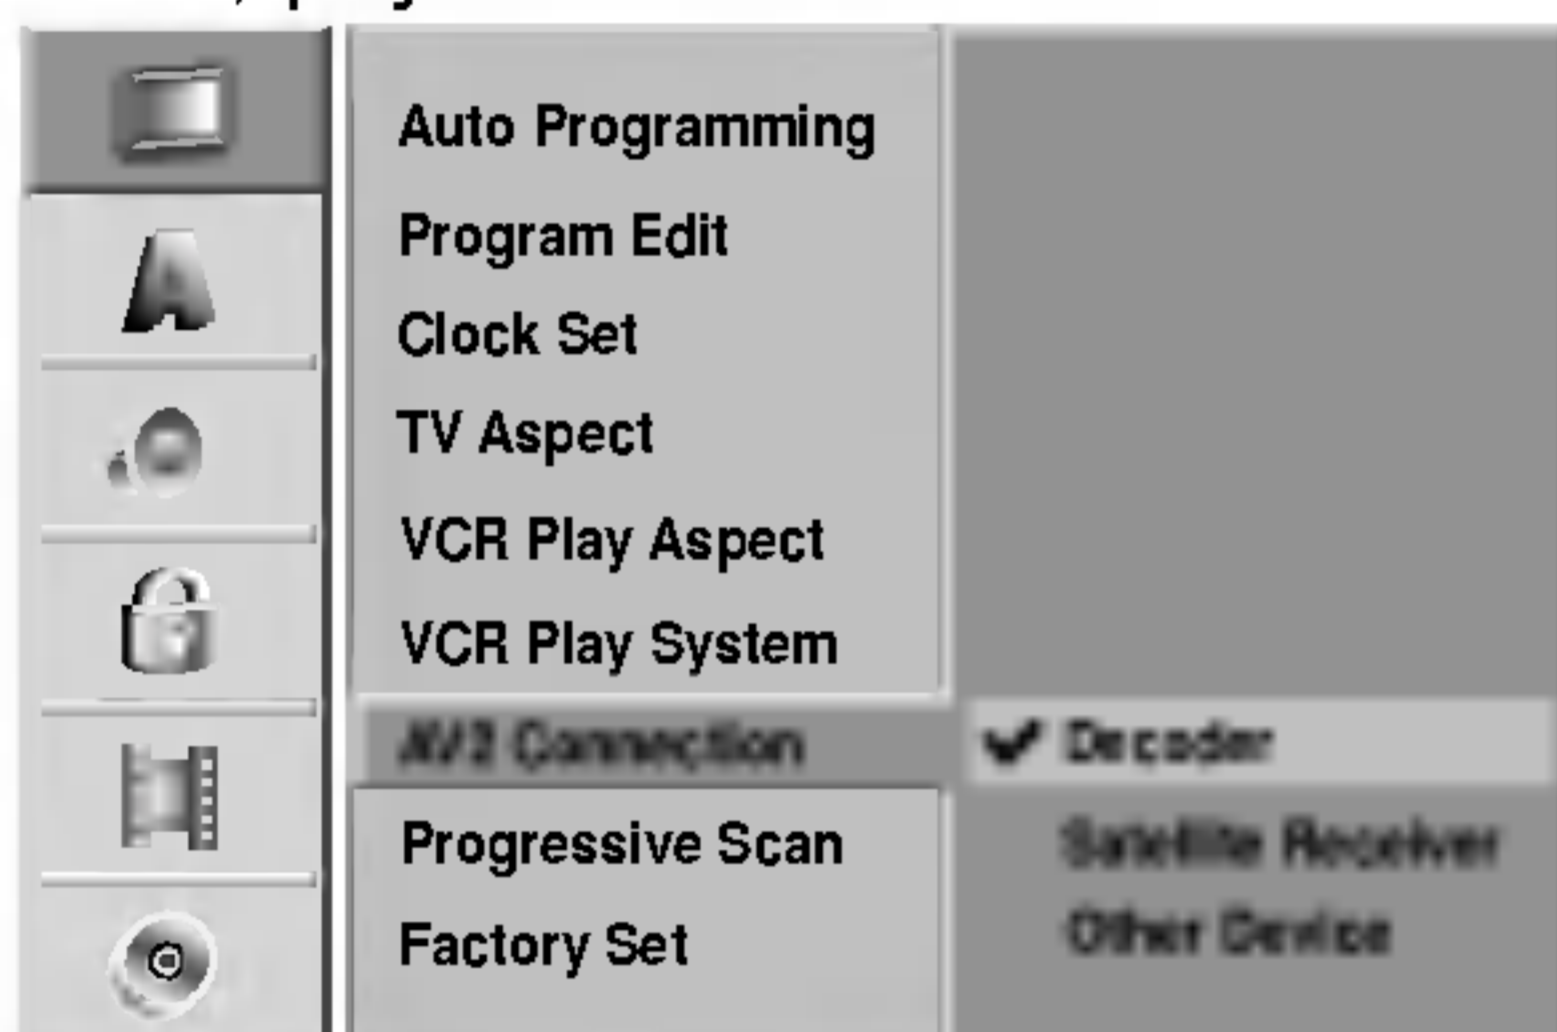 Auto Programming
Program Edit
Clock Set
TV Aspect
VCR Play Aspect
VCR Play System
AV2 Connection
Decoder
Progressive Scan
Satellite Receiver
Other Device
Factory Set